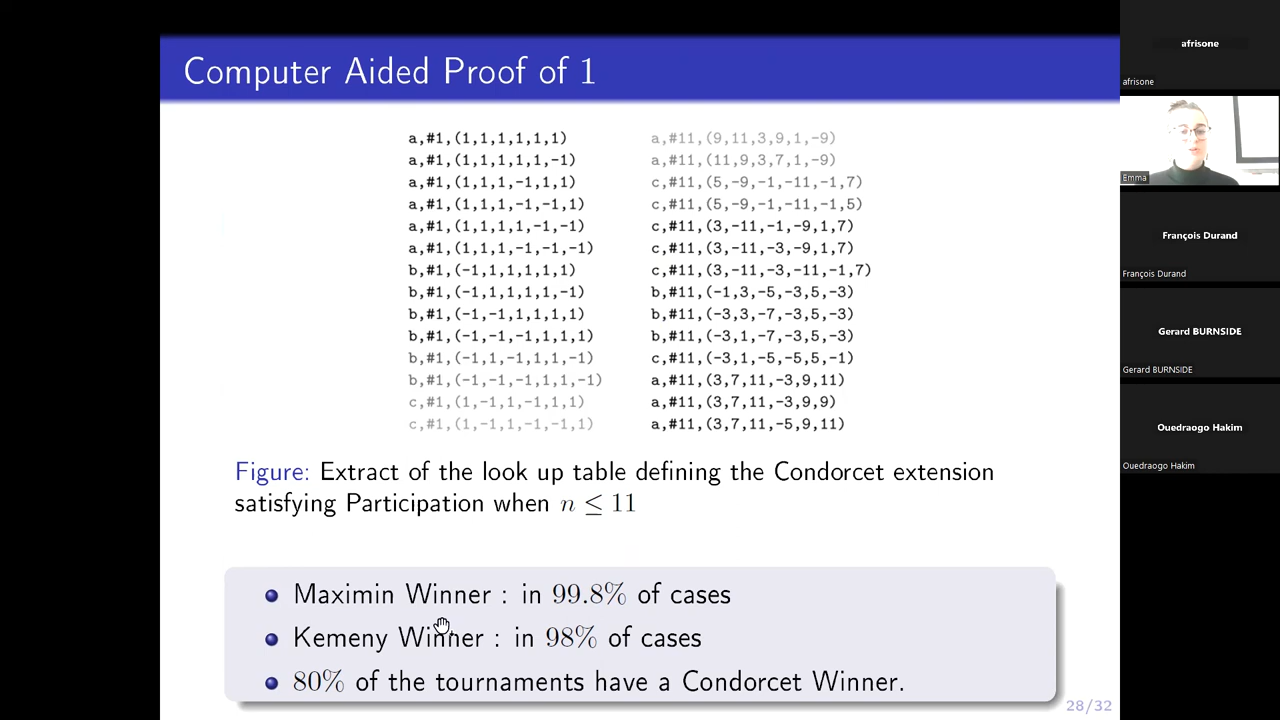 Computer Aided Proof of 1
a,#1,(1,1,1,1,1,1)
a,#1,(1,1,1,1,1,-1)
a,#1,(1,1,1,-1,1,1)
a,#1,(1,1,1,-1,-1,1)
a,#1,(1,1,1,1,-1,-1)
a,#1,(1,1,1,-1,-1,-1)
b,#1,(-1,1,1,1,1,1)
b,#1,(-1,1,1,1,1,-1)
b,#1,(-1,-1,1,1,1,1)
b,#1,(-1,-1,-1,1,1,1)
b,#1,(-1,1,-1,1,1,-1)
b,#1,(-1,-1,-1,1,1,-1)
c,#1,(1,-1,1,-1,1,1)
c,#1,(1,-1,1,-1,-1,1)
a,#11,(9,11,3,9,1,-9)
a,#11,(11,9,3,7,1,-9)
c,#11,(5,-9,-1,-11,-1,7)
c,#11,(5,-9,-1,-11,-1,5)
c,#11,(3,-11,-1,-9,1,7)
c,#11,(3,-11,-3,-9,1,7)
c,#11,(3,-11,-3,-11,-1,7)
b,#11,(-1,3,-5,-3,5,-3)
b,#11,(-3,3,-7,-3,5,-3)
b,#11,(-3,1,-7,-3,5,-3)
c,#11,(-3,1,-5,-5,5,-1)
a,#11,(3,7,11,-3,9,11)
a,#11,(3,7,11,-3,9,9)
a,#11,(3,7,11,-5,9,11)
Figure: Extract of the look up table defining the Condorcet extension
satisfying Participation when n ≤ 11
Maximin Winner : in 99.8% of cases
Kemeny Winner : in 98% of cases
80% of the tournaments have a Condorcet Winner.
28/32
afrisone
afrisone
Emma
François Durand
François Durand
Gerard BURNSIDE
Gerard BURNSIDE
Ouedraogo Hakim
Ouedraogo Hakim